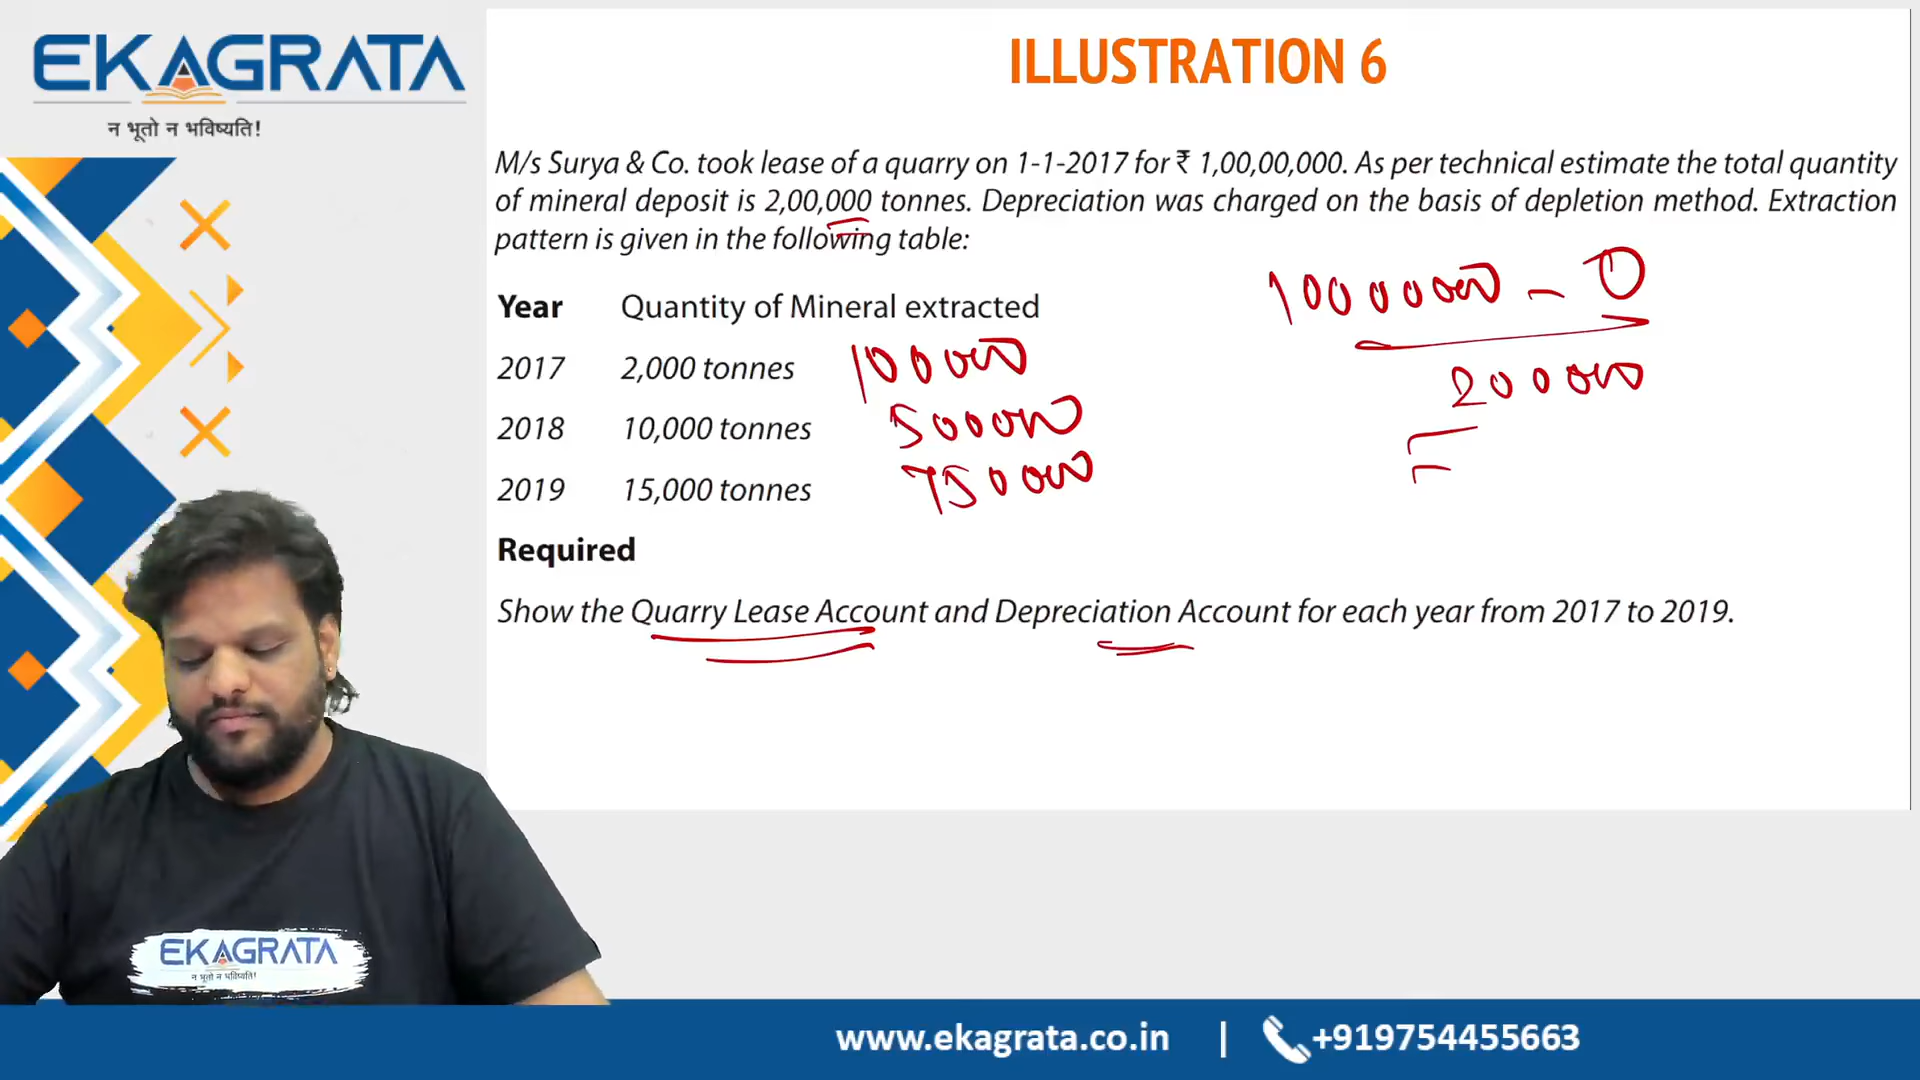 EKAGRATA
न भूतो न भविष्यति!
ILLUSTRATION 6
M/s Surya & Co. took lease of a quarry on 1-1-2017 for ₹ 1,00,00,000. As per technical estimate the total quantity
of mineral deposit is 2,00,000 tonnes. Depreciation was charged on the basis of depletion method. Extraction
pattern is given in the following table:
Year Quantity of Mineral extracted
2017 2,000 tonnes 100000
2018 10,000 tonnes 500000
2019 15,000 tonnes 750000
10000000 - 0
200000
=
Required
Show the Quarry Lease Account and Depreciation Account for each year from 2017 to 2019.
EKAGRATA
न भूतो न भविष्यति!
www.ekagrata.co.in | +919754455663